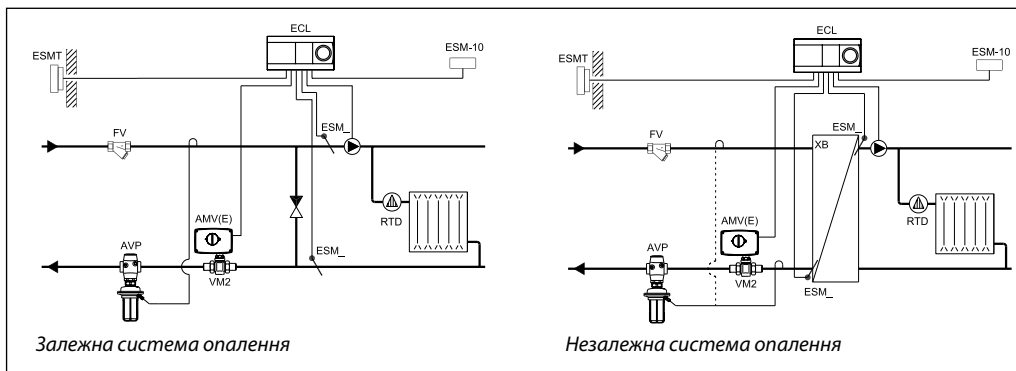 ECL
ESM-10
ESMT
ESM_
FV
AMV(E)
RTD
AVP
ESM_
VM2
Залежна система опалення
ECL
ESM-10
ESMT
ESM_
FV
XB
AMV(E)
RTD
AVP
VM2
ESM_
Незалежна система опалення